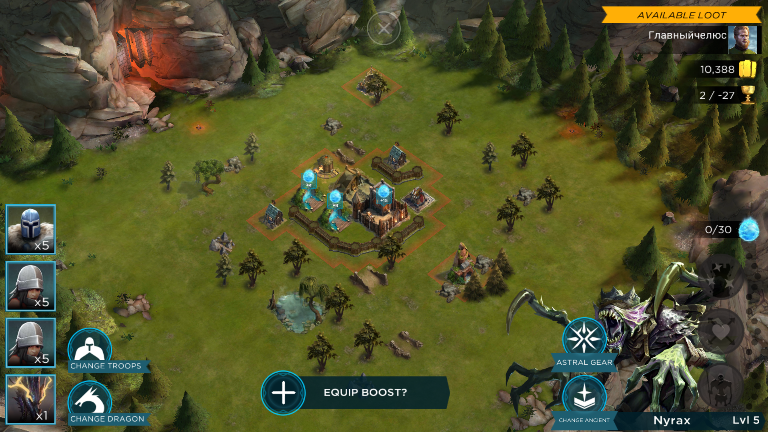 AVAILABLE LOOT
Главныйчелюс
10,388
2 / -27
x5
0/30
x5
x5
CHANGE TROOPS
ASTRAL GEAR
x1
CHANGE DRAGON
EQUIP BOOST?
CHANGE ANCIENT
Nyrax
Lvl 5